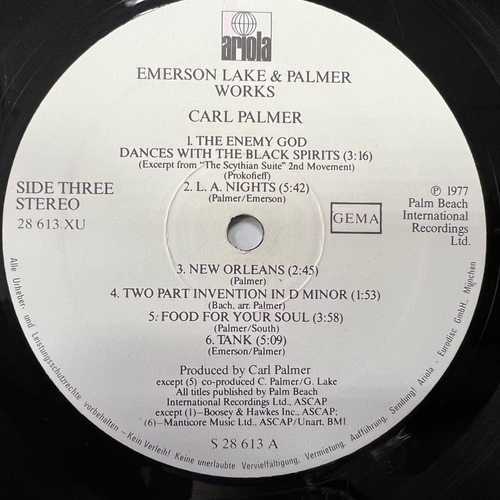 ariola
EMERSON LAKE & PALMER
WORKS
CARL PALMER
1. THE ENEMY GOD
DANCES WITH THE BLACK SPIRITS (3:16)
(Excerpt from "The Scythian Suite" 2nd Movement)
(Prokofieff)
2. L. A. NIGHTS (5:42)
(Palmer/Emerson)
SIDE THREE
STEREO
28 613 XU
GEMA
℗ 1977
Palm Beach
International
Recordings
Ltd.
3. NEW ORLEANS (2:45)
(Palmer)
4. TWO PART INVENTION IN D MINOR (1:53)
(Bach, arr. Palmer)
5. FOOD FOR YOUR SOUL (3:58)
(Palmer/South)
6. TANK (5:09)
(Emerson/Palmer)
Produced by Carl Palmer
except (5) co-produced C. Palmer/G. Lake
All titles published by Palm Beach
International Recordings Ltd., ASCAP
except (1)–Boosey & Hawkes Inc., ASCAP;
(6)–Manticore Music Ltd., ASCAP/Unart, BMI
S 28 613 A
Alle Urheber- und Leistungsschutzrechte vorbehalten – Kein Verleih! Keine unerlaubte Vervielfältigung, Vermietung, Aufführung, Sendung! Ariola - Eurodisc GmbH, München